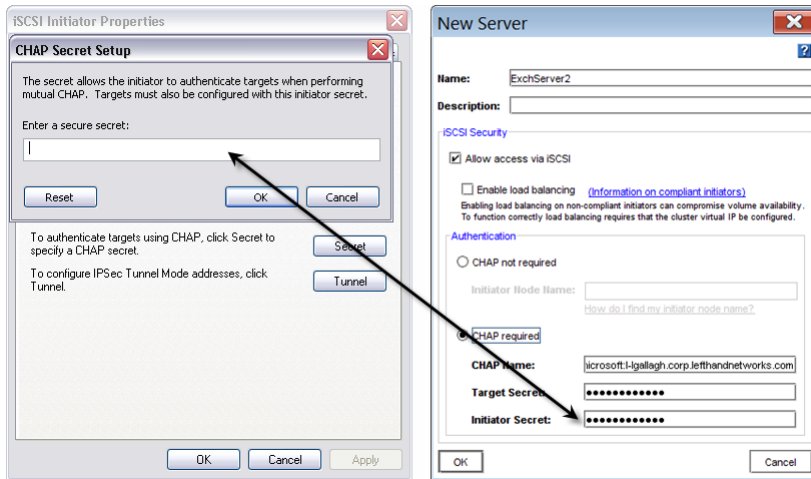 iSCSI Initiator Properties
CHAP Secret Setup
The secret allows the initiator to authenticate targets when performing
mutual CHAP. Targets must also be configured with this initiator secret.
Enter a secure secret:
Reset
OK
Cancel
To authenticate targets using CHAP, click Secret to
specify a CHAP secret.
Secret
To configure IPSec Tunnel Mode addresses, click
Tunnel.
Tunnel
OK
Cancel
Apply
New Server
?
Name:
ExchServer2
Description:
iSCSI Security
Allow access via iSCSI
Enable load balancing (Information on compliant initiators)
Enabling load balancing on non-compliant initiators can compromise volume availability.
To function correctly load balancing requires that the cluster virtual IP be configured.
Authentication
CHAP not required
Initiator Node Name:
How do I find my initiator node name?
CHAP required
CHAP Name:
nicrosoft:l-lgallagh.corp.lefthandnetworks.com
Target Secret:
Initiator Secret:
OK
Cancel